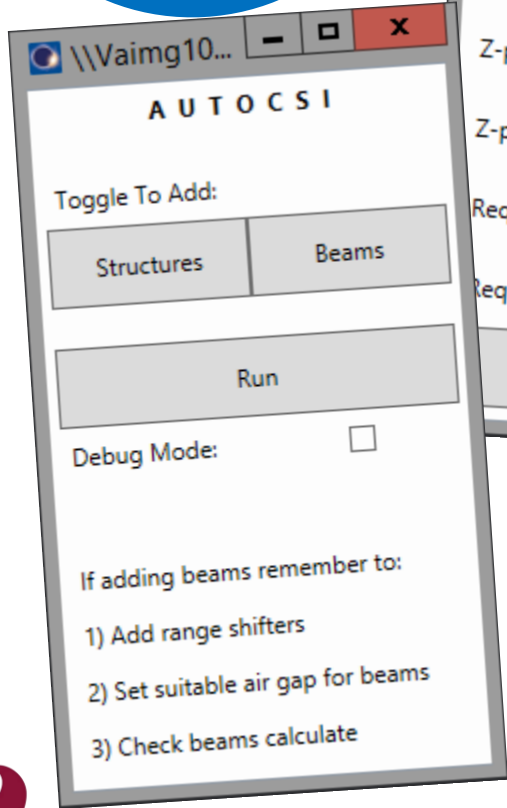 \\Vaimg10...
X
AUTOCSI
Toggle To Add:
Structures
Beams
Run
Debug Mode:
If adding beams remember to:
1) Add range shifters
2) Set suitable air gap for beams
3) Check beams calculate